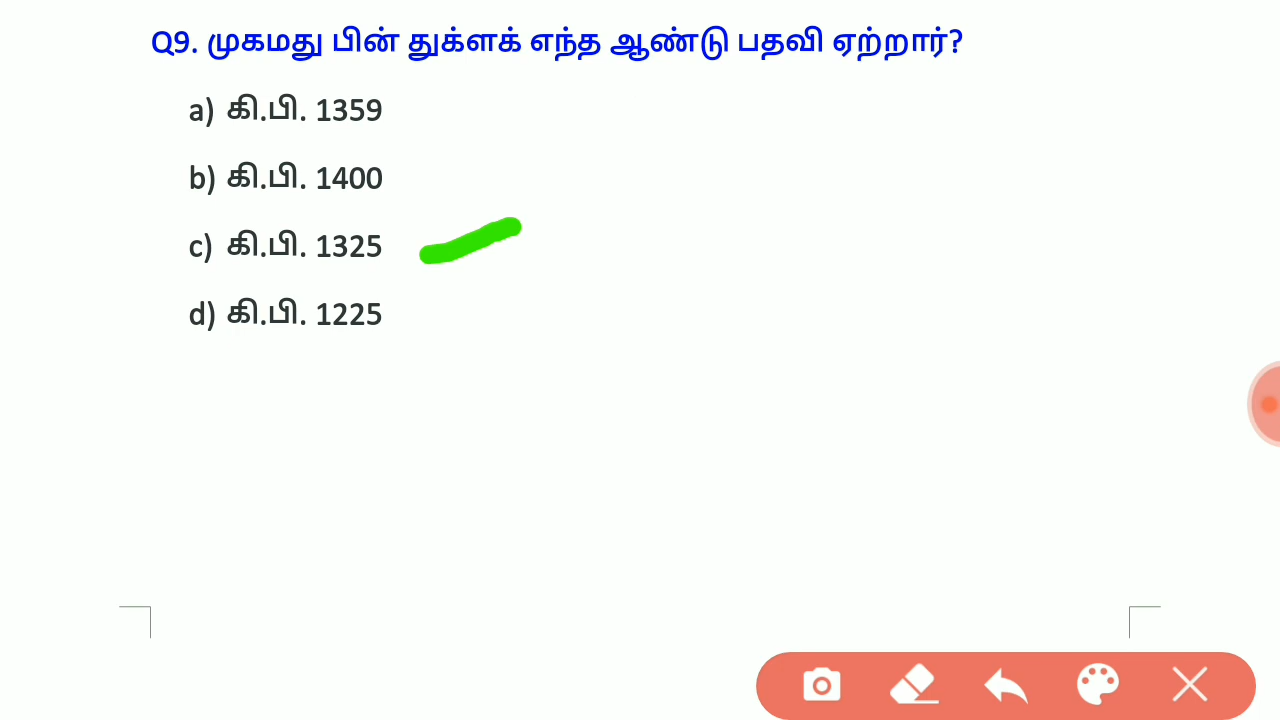 Q9. முகமது பின் துக்ளக் எந்த ஆண்டு பதவி ஏற்றார்?
a) கி.பி. 1359
b) கி.பி. 1400
c) கி.பி. 1325
d) கி.பி. 1225